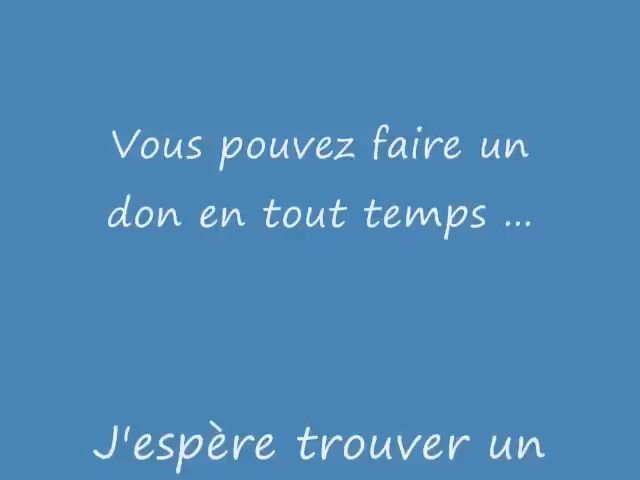 Vous pouvez faire un
don en tout temps ...
J'espère trouver un